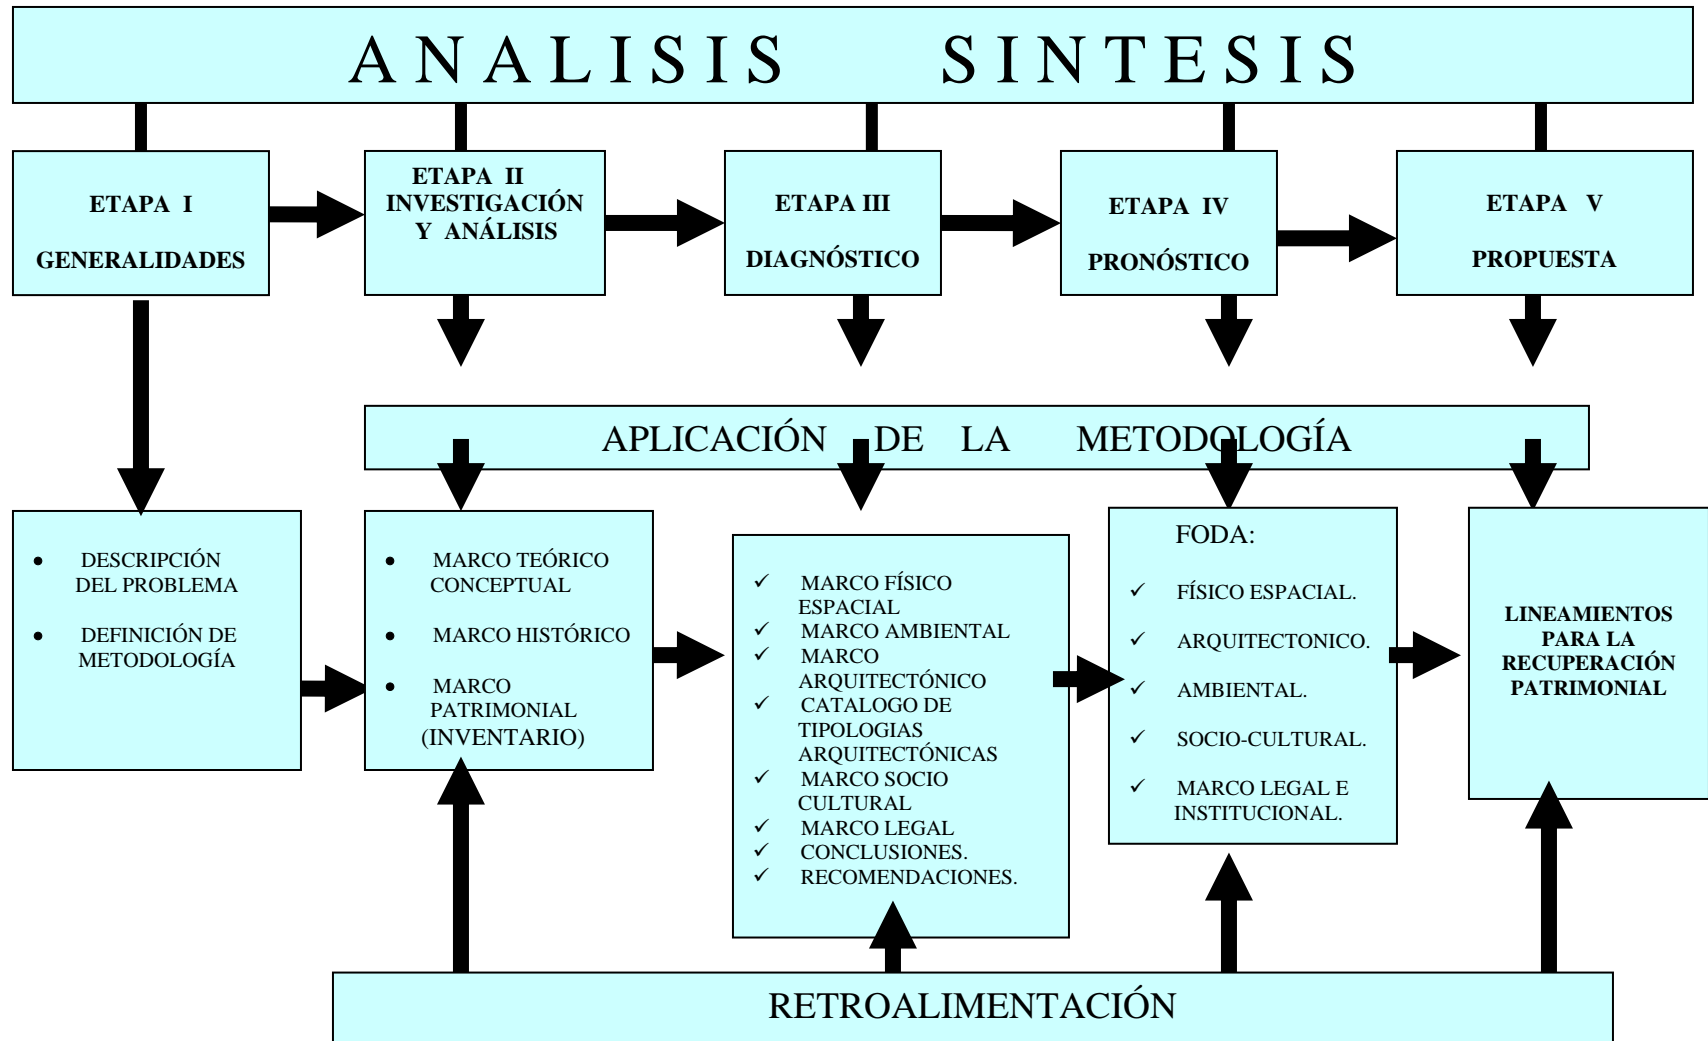 ANALISIS SINTESIS
ETAPA I
GENERALIDADES
ETAPA II
INVESTIGACIÓN
Y ANÁLISIS
ETAPA III
DIAGNÓSTICO
ETAPA IV
PRONÓSTICO
ETAPA V
PROPUESTA
APLICACIÓN DE LA METODOLOGÍA
• DESCRIPCIÓN
DEL PROBLEMA
• DEFINICIÓN DE
METODOLOGÍA
• MARCO TEÓRICO
CONCEPTUAL
• MARCO HISTÓRICO
• MARCO
PATRIMONIAL
(INVENTARIO)
✓ MARCO FÍSICO
ESPACIAL
✓ MARCO AMBIENTAL
✓ MARCO
ARQUITECTÓNICO
✓ CATALOGO DE
TIPOLOGIAS
ARQUITECTÓNICAS
✓ MARCO SOCIO
CULTURAL
✓ MARCO LEGAL
✓ CONCLUSIONES.
✓ RECOMENDACIONES.
FODA:
✓ FÍSICO ESPACIAL.
✓ ARQUITECTONICO.
✓ AMBIENTAL.
✓ SOCIO-CULTURAL.
✓ MARCO LEGAL E
INSTITUCIONAL.
LINEAMIENTOS
PARA LA
RECUPERACIÓN
PATRIMONIAL
RETROALIMENTACIÓN